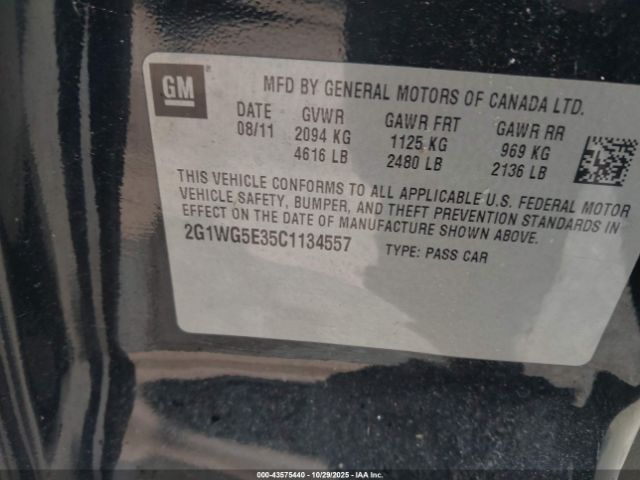 GM
MFD BY GENERAL MOTORS OF CANADA LTD.
DATE GVWR GAWR FRT GAWR RR
08/11 2094 KG 1125 KG 969 KG
4616 LB 2480 LB 2136 LB
THIS VEHICLE CONFORMS TO ALL APPLICABLE U.S. FEDERAL MOTOR
VEHICLE SAFETY, BUMPER, AND THEFT PREVENTION STANDARDS IN
EFFECT ON THE DATE OF MANUFACTURE SHOWN ABOVE.
2G1WG5E35C1134557 TYPE: PASS CAR
000-43575440 - 10/29/2025 - IAA Inc.